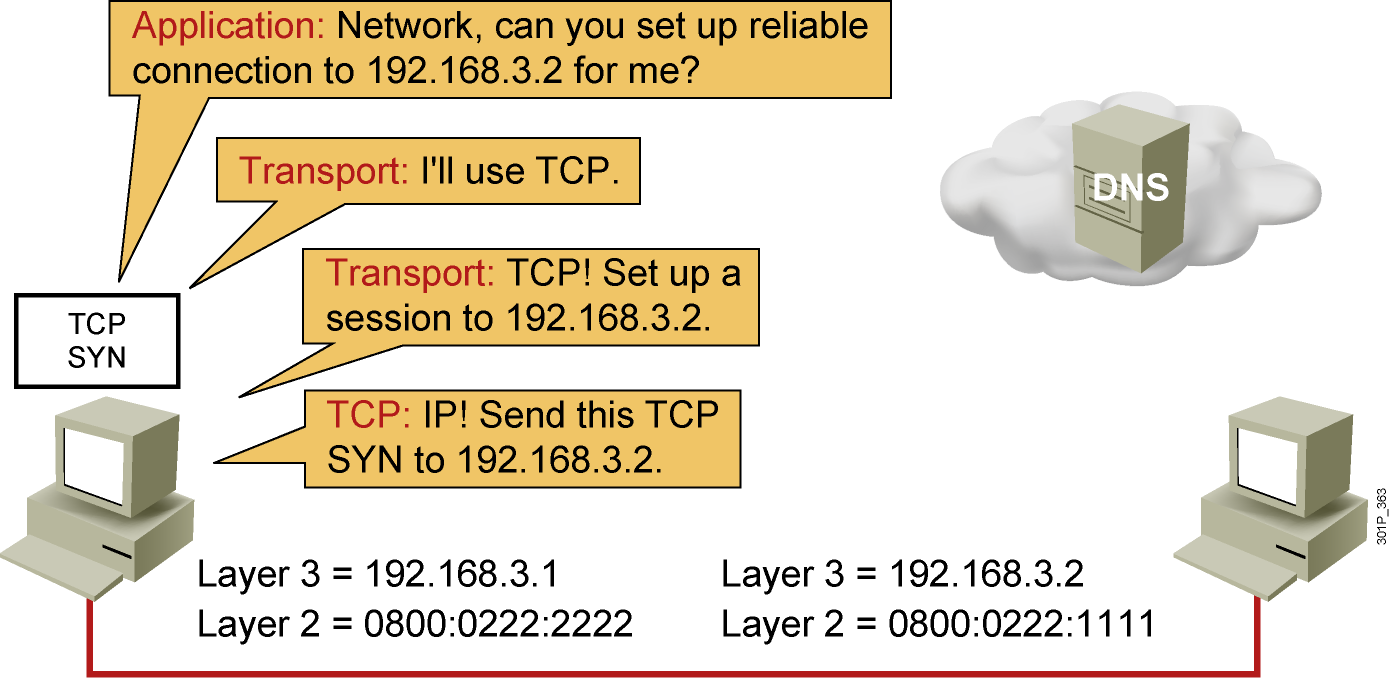 Application: Network, can you set up reliable
connection to 192.168.3.2 for me?
Transport: I'll use TCP.
DNS
Transport: TCP! Set up a
session to 192.168.3.2.
TCP
SYN
TCP: IP! Send this TCP
SYN to 192.168.3.2.
Layer 3 = 192.168.3.1
Layer 2 = 0800:0222:2222
Layer 3 = 192.168.3.2
Layer 2 = 0800:0222:1111
301P_363